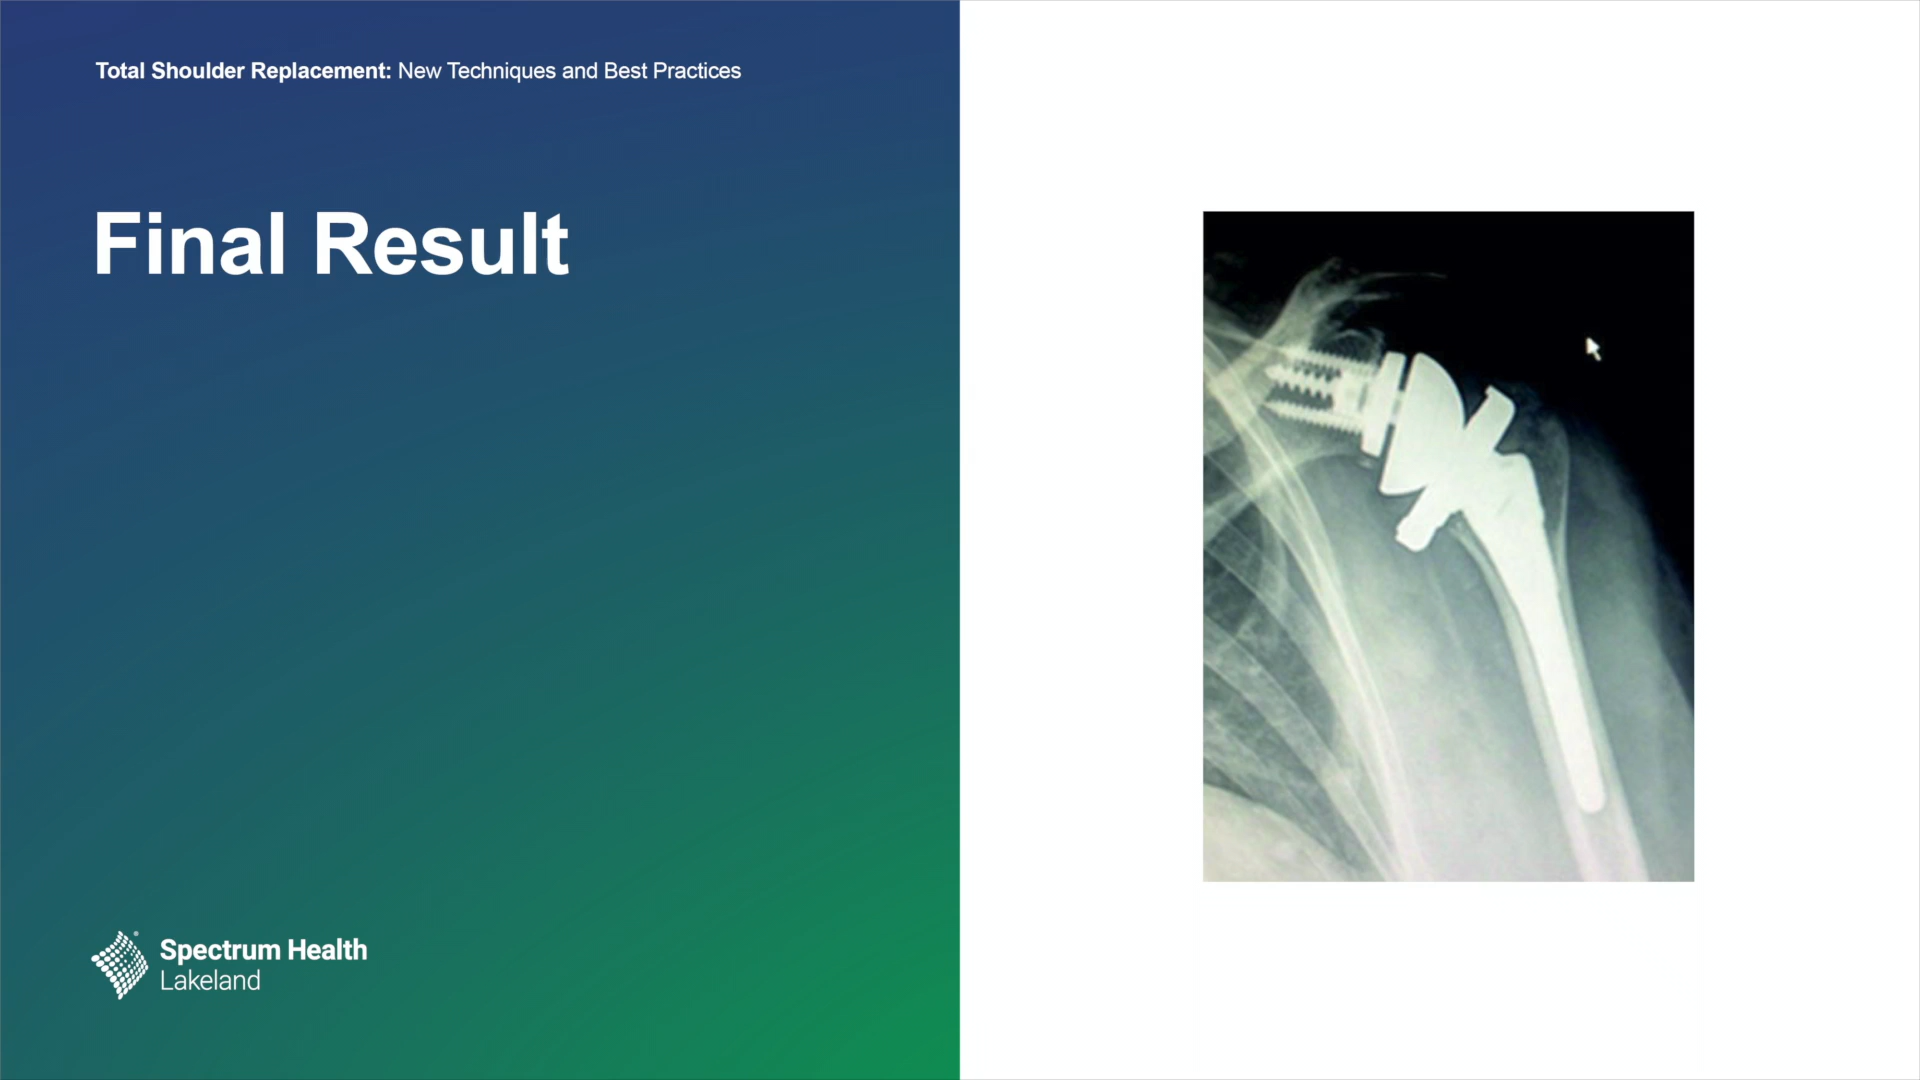 Total Shoulder Replacement: New Techniques and Best Practices
Final Result
Spectrum Health
Lakeland